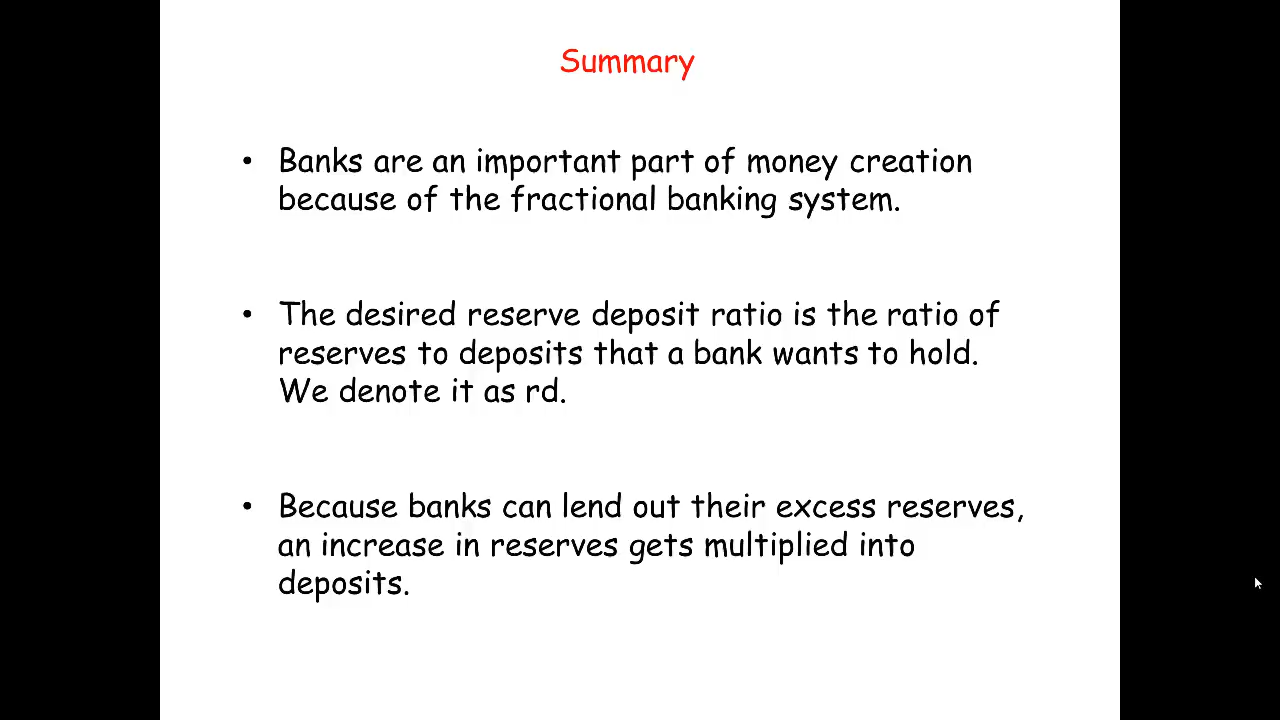 Summary
• Banks are an important part of money creation
because of the fractional banking system.
• The desired reserve deposit ratio is the ratio of
reserves to deposits that a bank wants to hold.
We denote it as rd.
• Because banks can lend out their excess reserves,
an increase in reserves gets multiplied into
deposits.